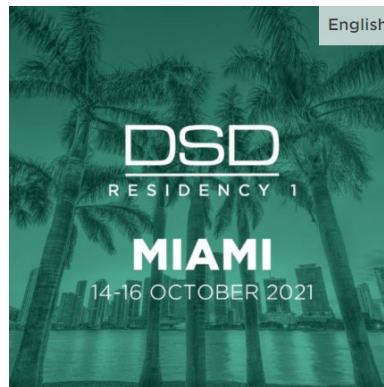 English
DSD
RESIDENCY 1
MIAMI
14-16 OCTOBER 2021